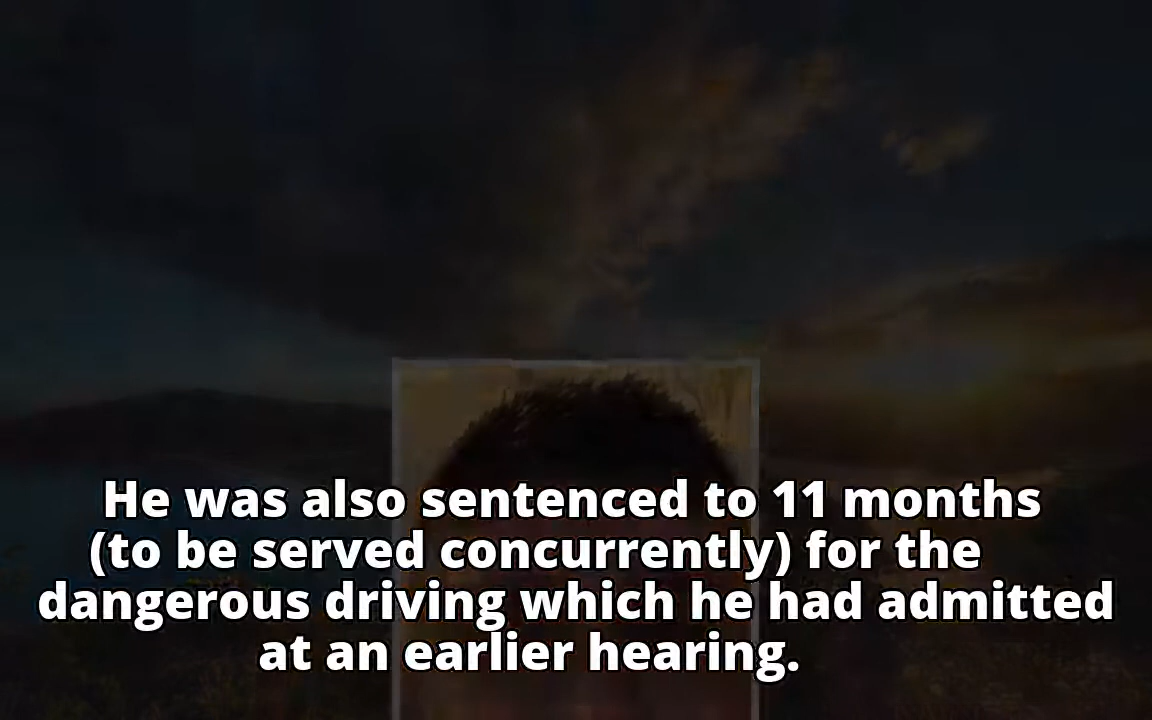 He was also sentenced to 11 months
(to be served concurrently) for the
dangerous driving which he had admitted
at an earlier hearing.